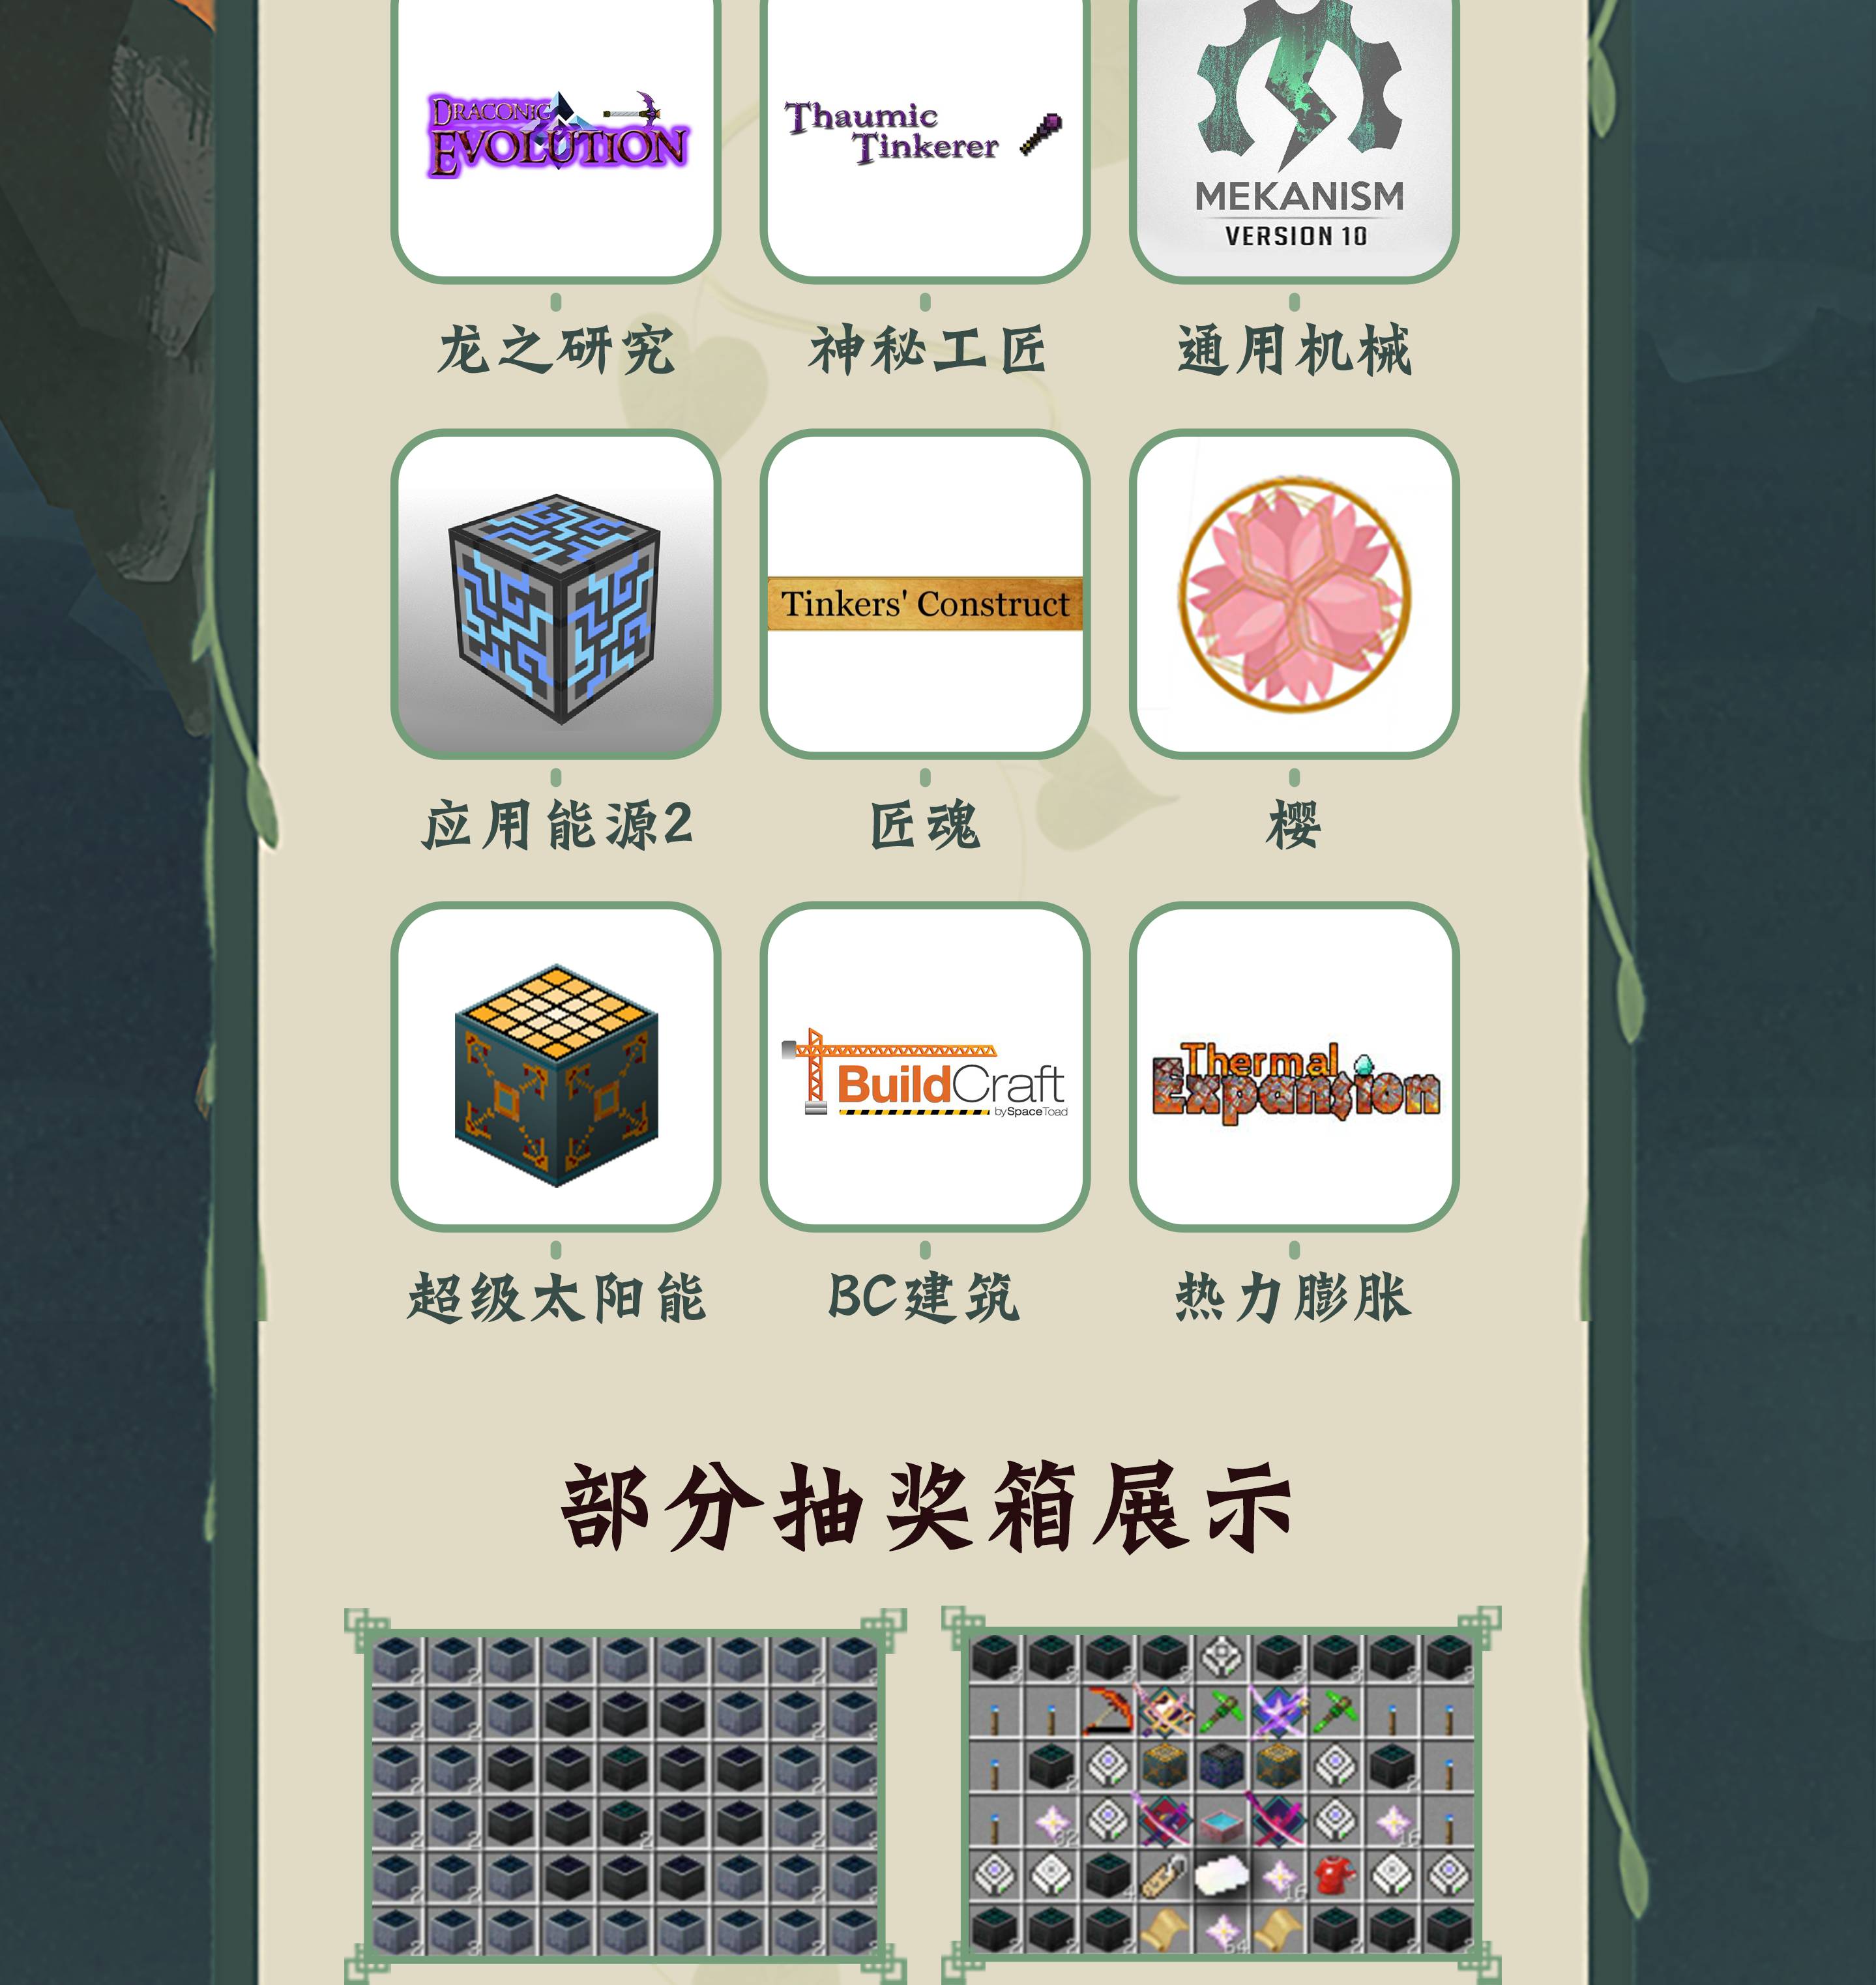 DRACONIC
EVOLUTION
Thaumic
Tinkerer
MEKANISM
VERSION 10
龙之研究
神秘工匠
通用机械
Tinkers' Construct
应用能源2
匠魂
樱
BuildCraft
by SpaceToad
Thermal
Expansion
超级太阳能
BC建筑
热力膨胀
部分抽奖箱展示